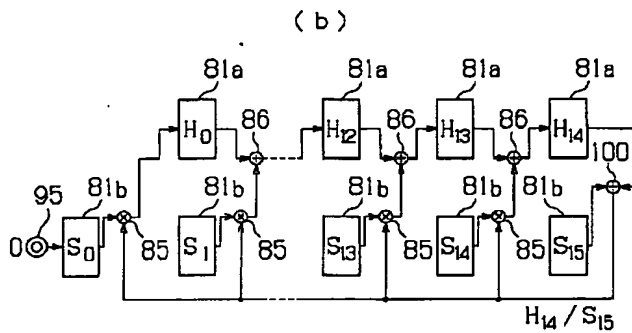 (b)
81a 81a 81a 81a
H0 86 H12 86 H13 86 H14
100
95 81b 81b 81b 81b 81b
0 S0 85 S1 85 S13 85 S14 85 S15
H14/S15